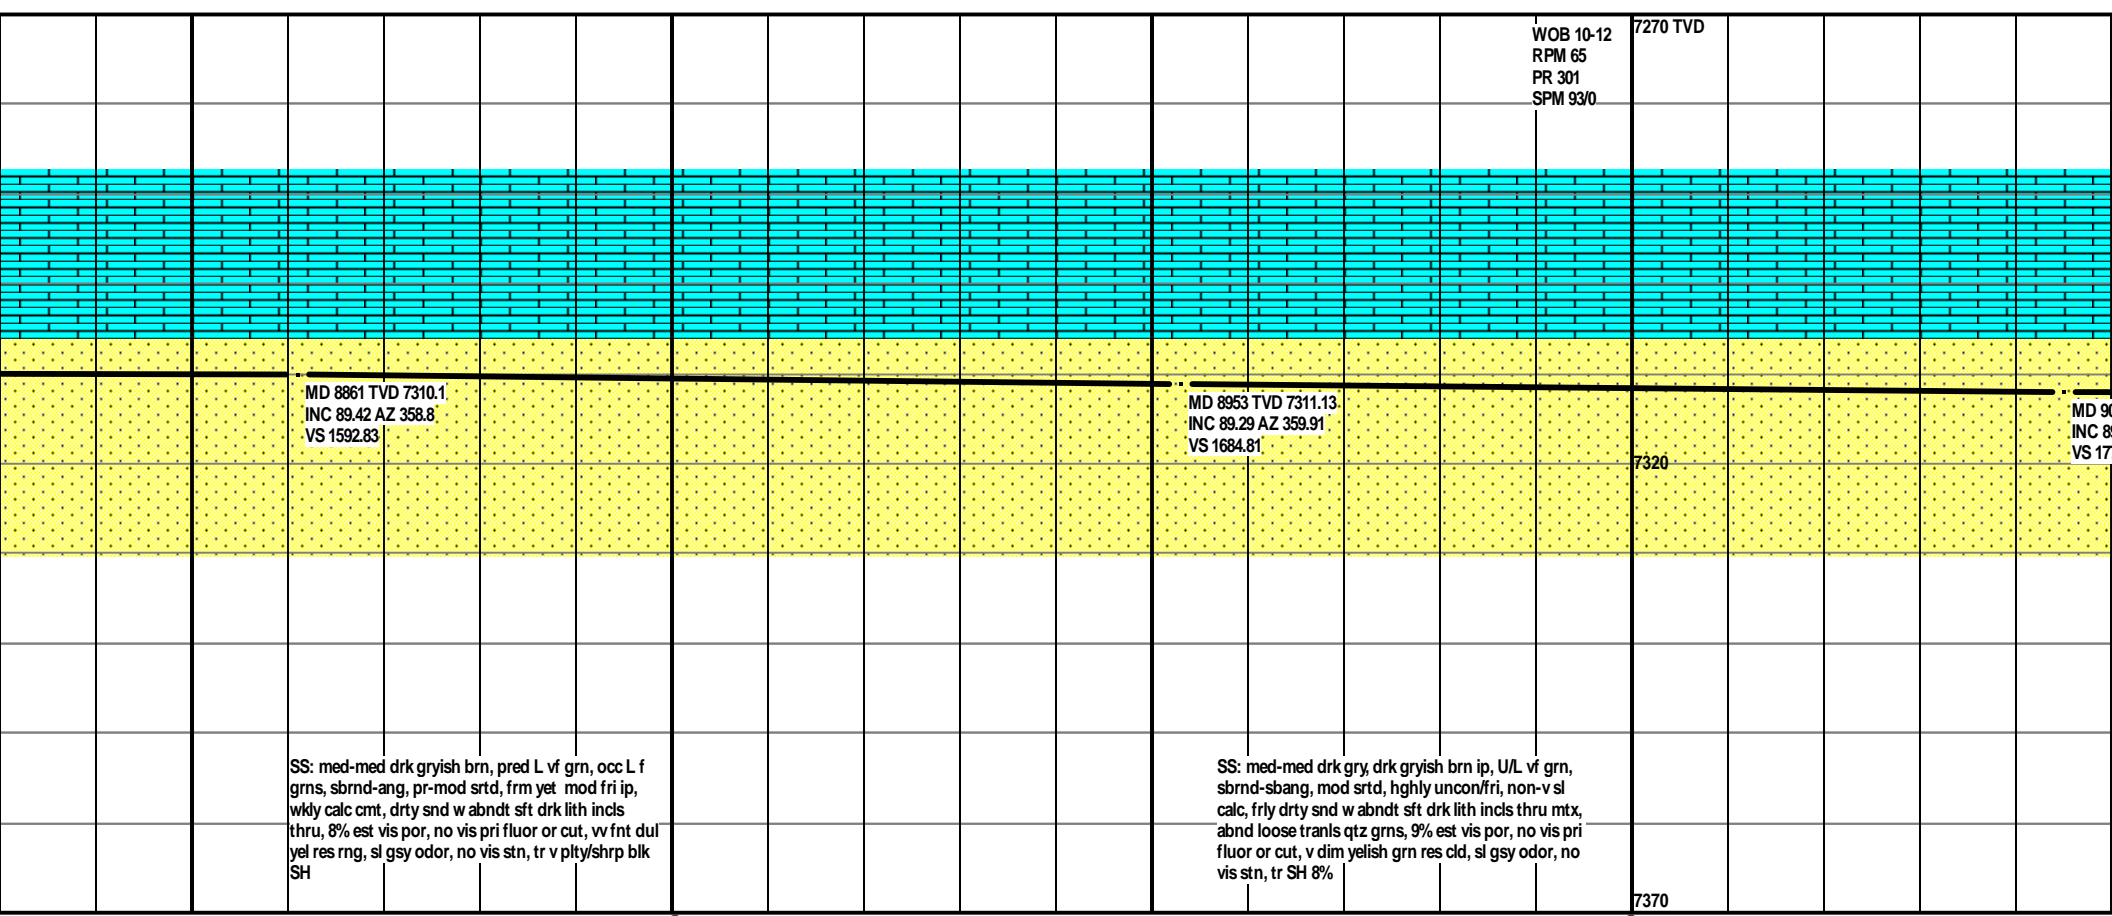 WOB 10-12
RPM 65
PR 301
SPM 93/0
7270 TVD
MD 8861 TVD 7310.1
INC 89.42 AZ 358.8
VS 1592.83
MD 8953 TVD 7311.13
INC 89.29 AZ 359.91
VS 1684.81
MD 90
INC 89
VS 17
7320
SS: med-med drk gryish brn, pred L vf grn, occ L f
grns, sbrnd-ang, pr-mod srtd, frm yet mod fri ip,
wkly calc cmt, drty snd w abndt sft drk lith incls
thru, 8% est vis por, no vis pri fluor or cut, vv fnt dul
yel res rng, sl gsy odor, no vis stn, tr v plty/shrp blk
SH
SS: med-med drk gry, drk gryish brn ip, U/L vf grn,
sbrnd-sbang, mod srtd, hghly uncon/fri, non-v sl
calc, frly drty snd w abndt sft drk lith incls thru mtx,
abnd loose tranls qtz grns, 9% est vis por, no vis pri
fluor or cut, v dim yelish grn res cld, sl gsy odor, no
vis stn, tr SH 8%
7370